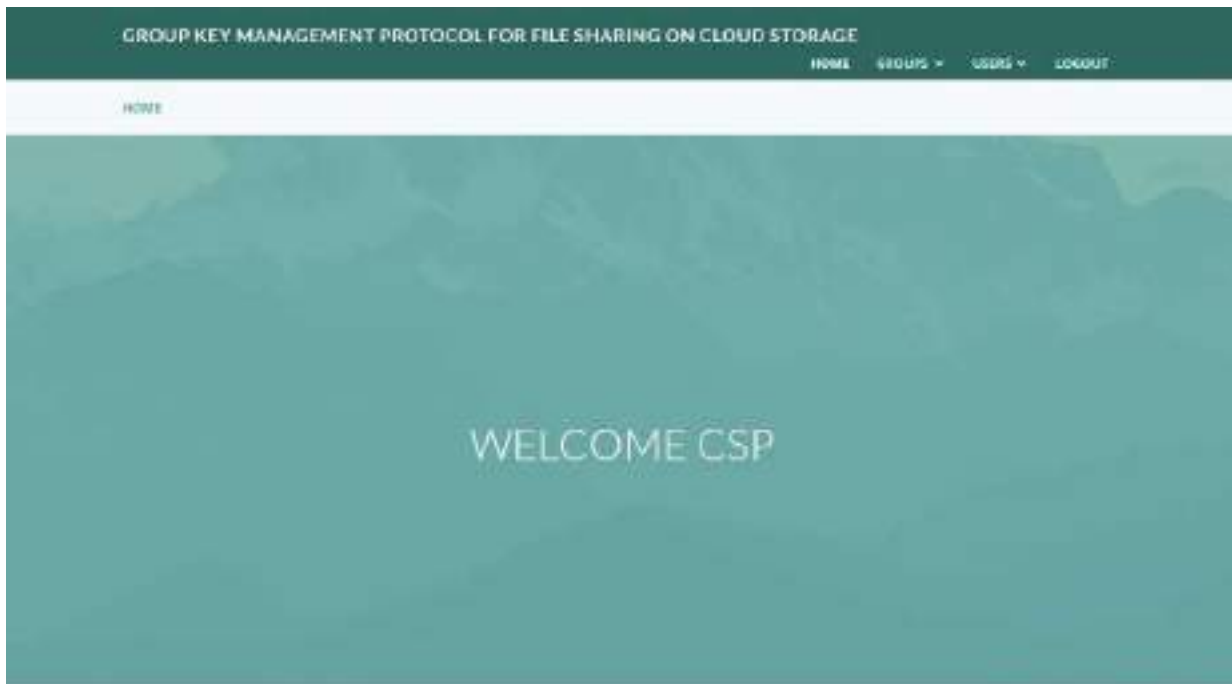 GROUP KEY MANAGEMENT PROTOCOL FOR FILE SHARING ON CLOUD STORAGE
HOME GROUPS USERS LOGOUT
HOME
WELCOME CSP